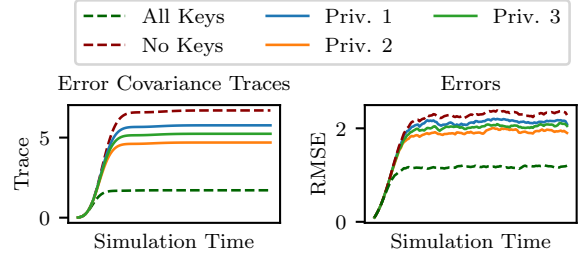 All Keys Priv. 1 Priv. 3
No Keys Priv. 2
Error Covariance Traces
Trace
5
0
Simulation Time
Errors
RMSE
2
0
Simulation Time